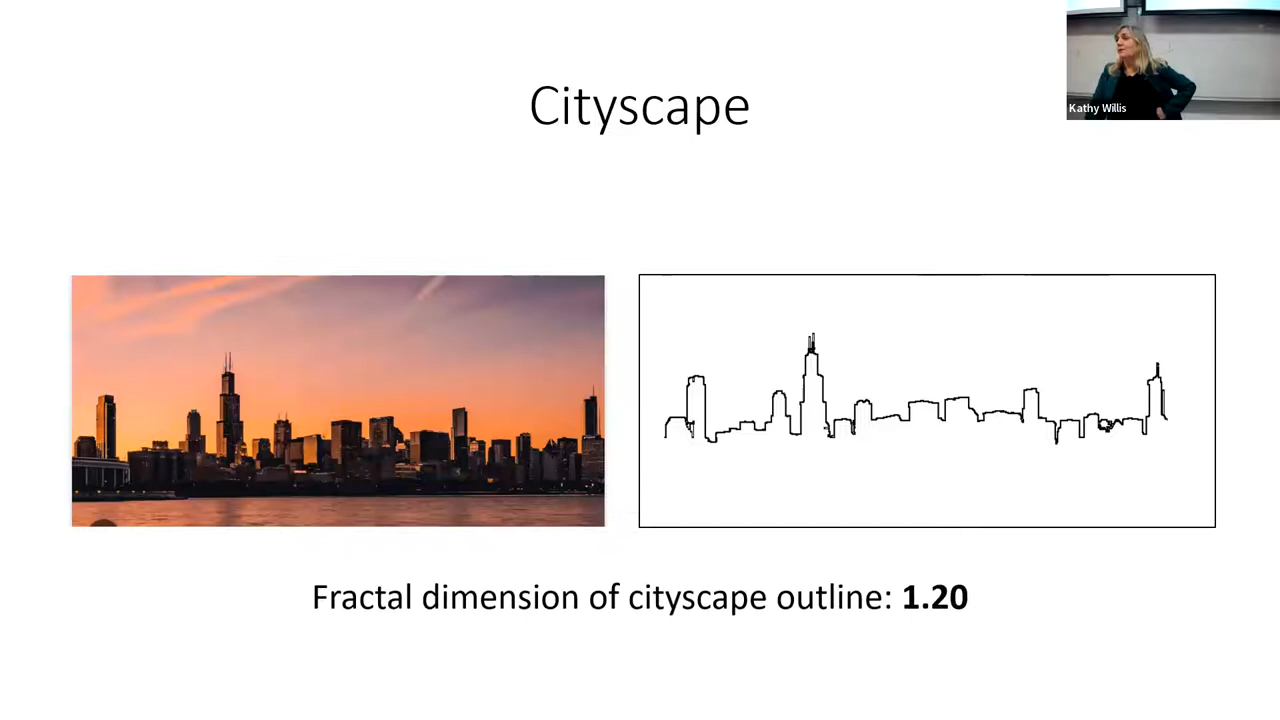 Cityscape
Kathy Willis
Fractal dimension of cityscape outline: 1.20